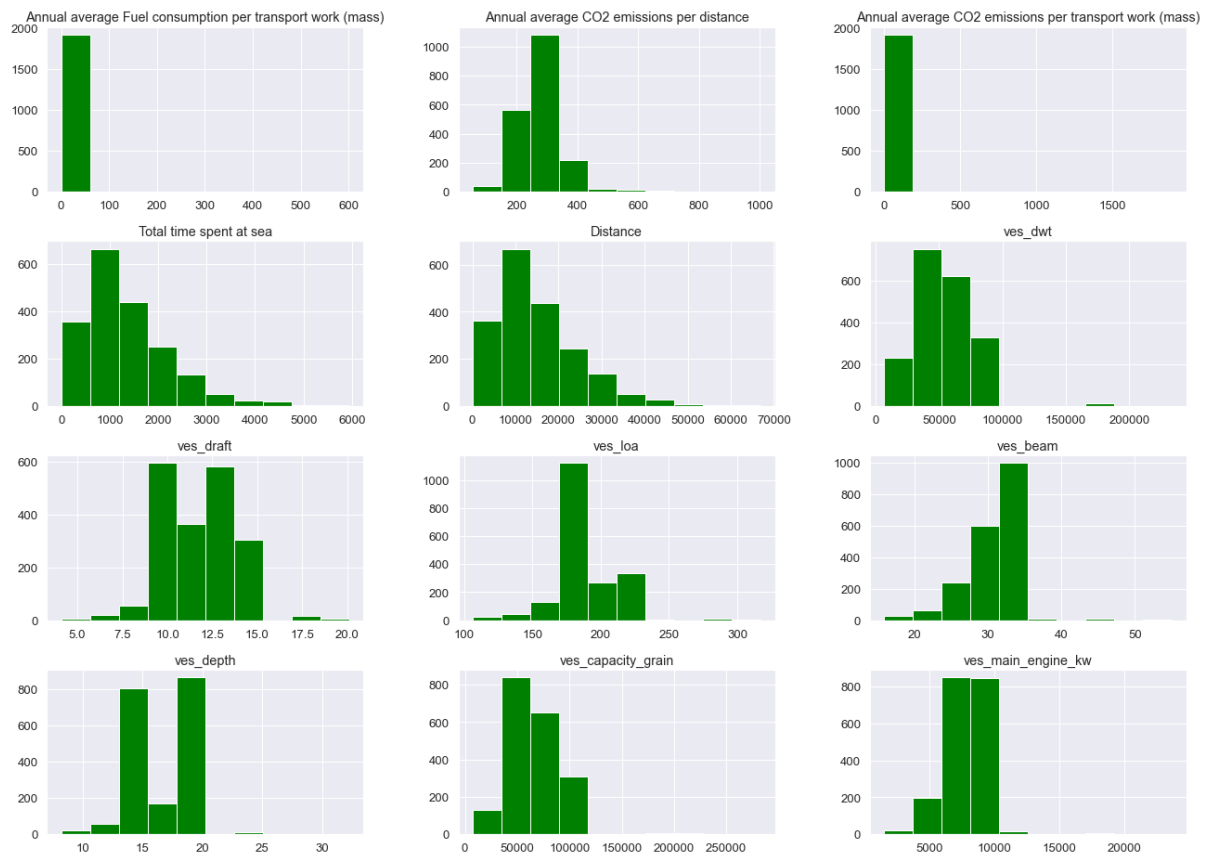 Annual average Fuel consumption per transport work (mass) Annual average CO2 emissions per distance Annual average CO2 emissions per transport work (mass)
2000 1500 1000 500 0
0 100 200 300 400 500 600
1000 800 600 400 200 0
200 400 600 800 1000
2000 1500 1000 500 0
0 500 1000 1500
Total time spent at sea Distance ves_dwt
600 400 200 0
0 1000 2000 3000 4000 5000 6000
600 400 200 0
0 10000 20000 30000 40000 50000 60000 70000
600 400 200 0
0 50000 100000 150000 200000
ves_draft ves_loa ves_beam
600 400 200 0
5.0 7.5 10.0 12.5 15.0 17.5 20.0
1000 800 600 400 200 0
100 150 200 250 300
1000 800 600 400 200 0
20 30 40 50
ves_depth ves_capacity_grain ves_main_engine_kw
800 600 400 200 0
10 15 20 25 30
800 600 400 200 0
0 50000 100000 150000 200000 250000
800 600 400 200 0
5000 10000 15000 20000